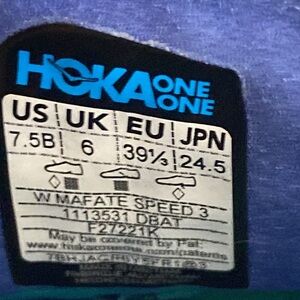 HOKA ONE ONE
US UK EU JPN
7.5B 6 39⅓ 24.5
W MAFATE SPEED 3
1113531 DBAT
F27221K
May be covered by Pat: